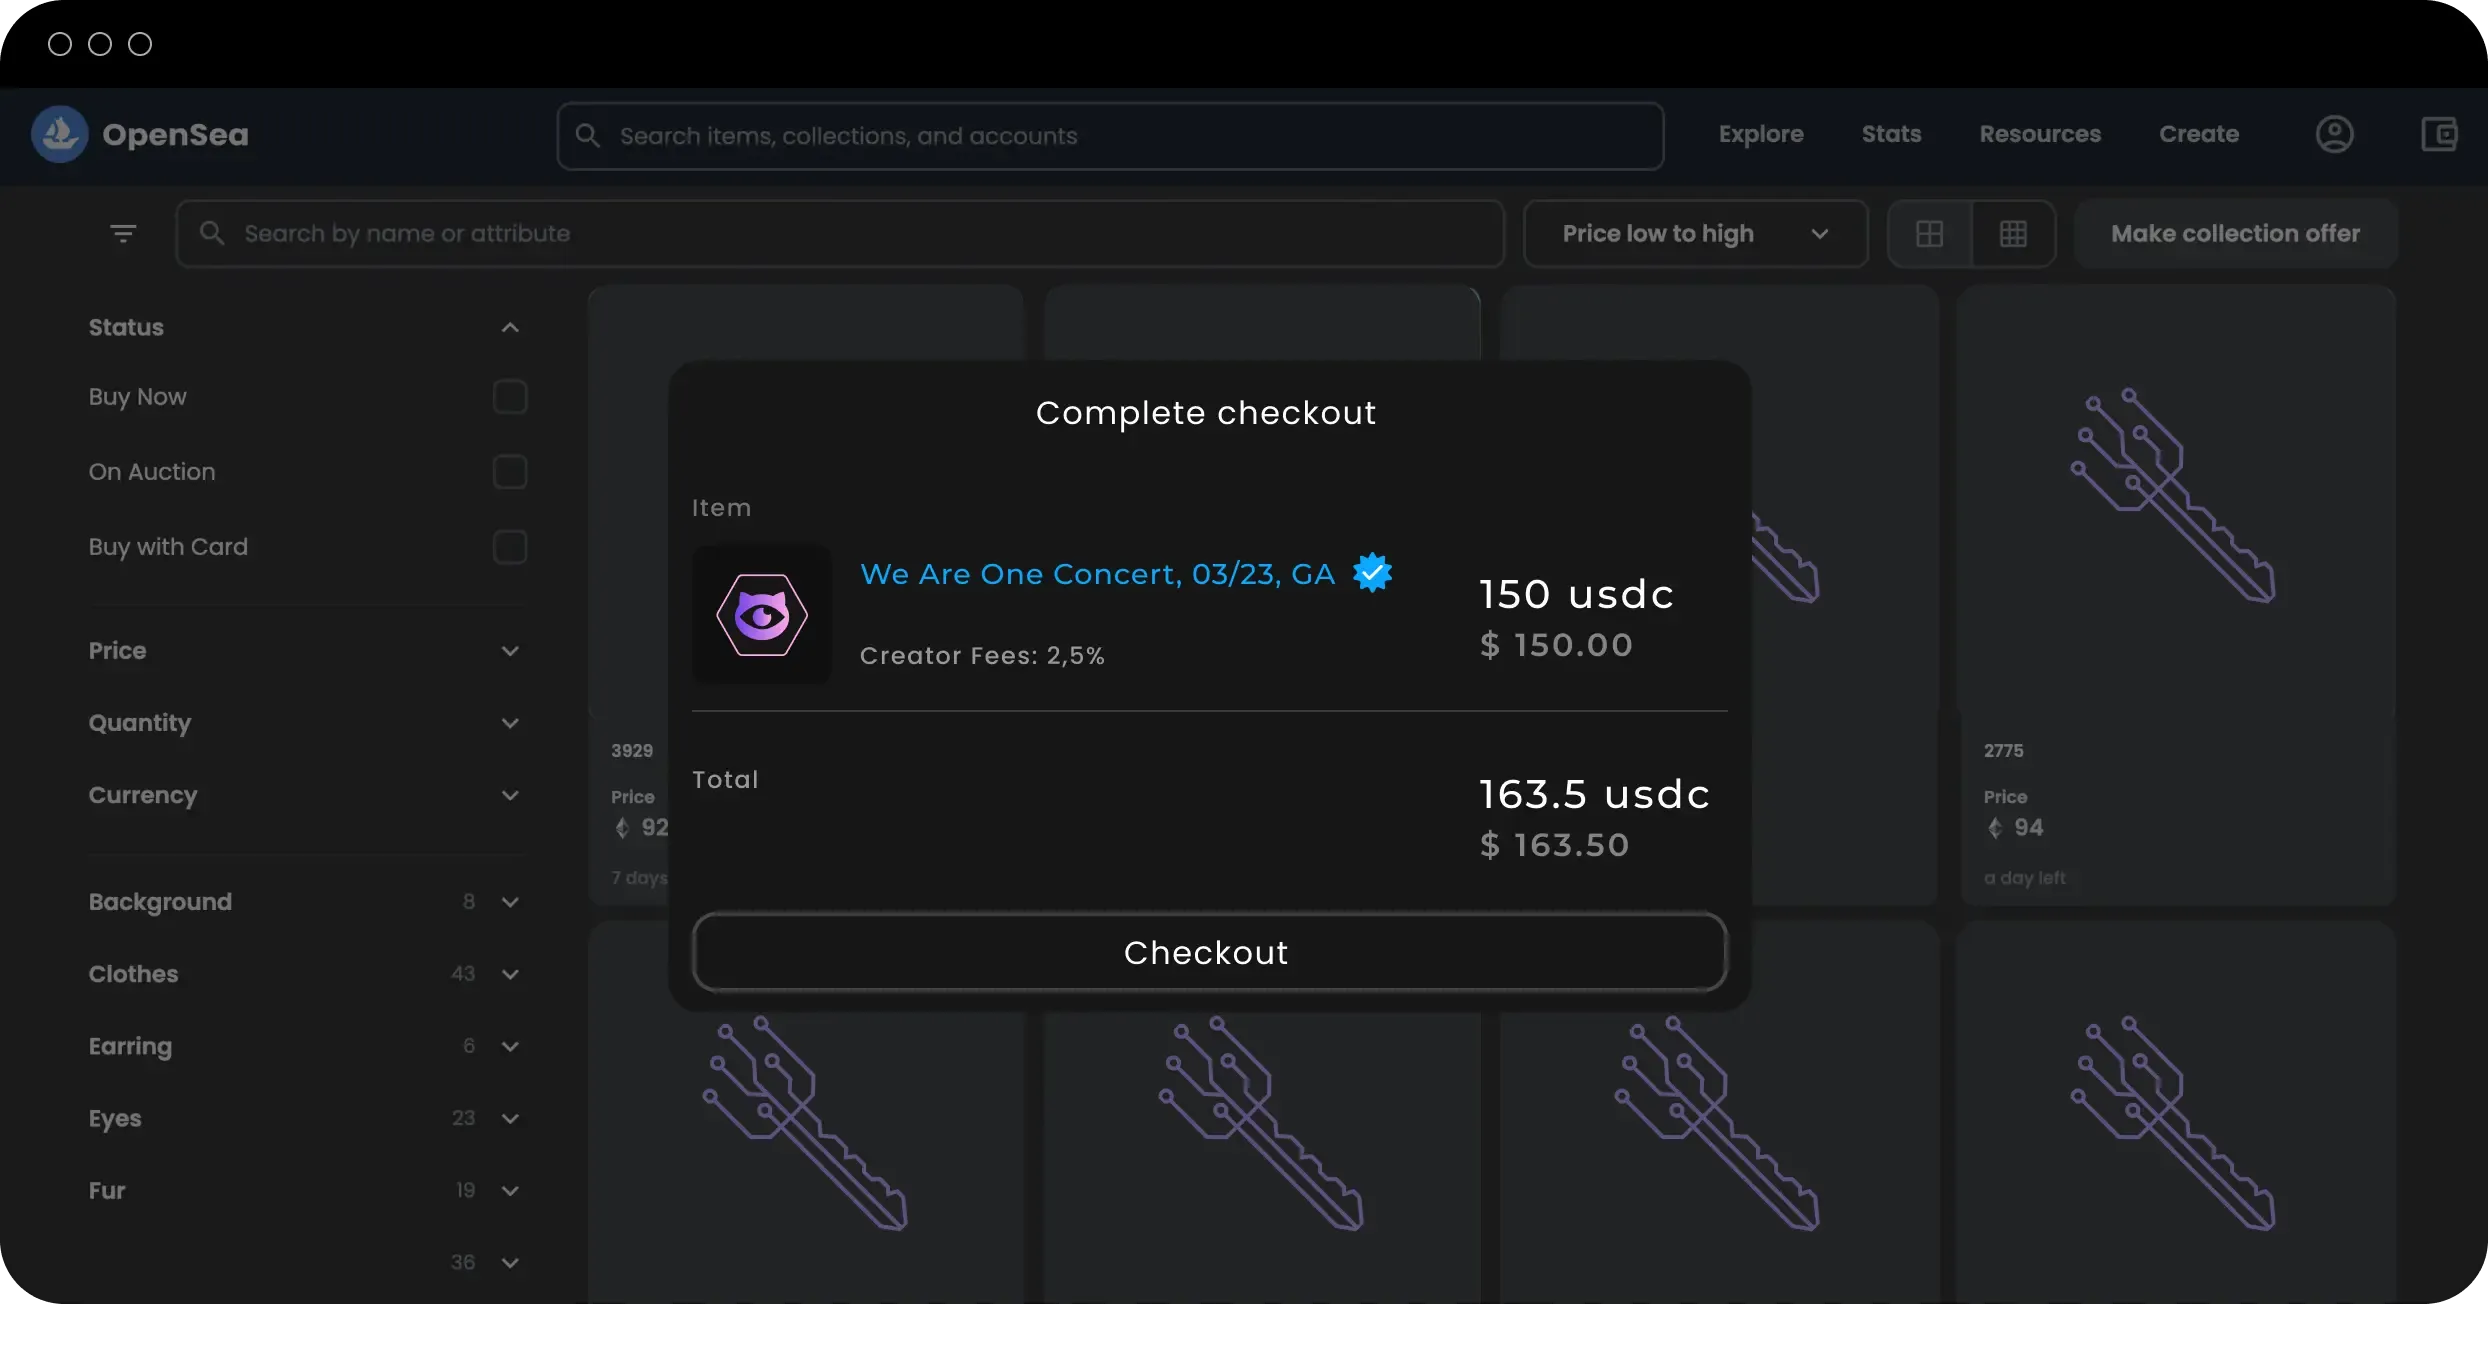 OpenSea
Search items, collections, and accounts
Explore
Stats
Resources
Create
Search by name or attribute
Price low to high
Make collection offer
Status
Buy Now
On Auction
Buy with Card
Price
Quantity
Currency
Background 8
Clothes 43
Earring 6
Eyes 23
Fur 19
36
Complete checkout
Item
We Are One Concert, 03/23, GA
Creator Fees: 2,5%
150 usdc
$ 150.00
Total
163.5 usdc
$ 163.50
Checkout
3929
Price
92
7 days
2775
Price
94
a day left